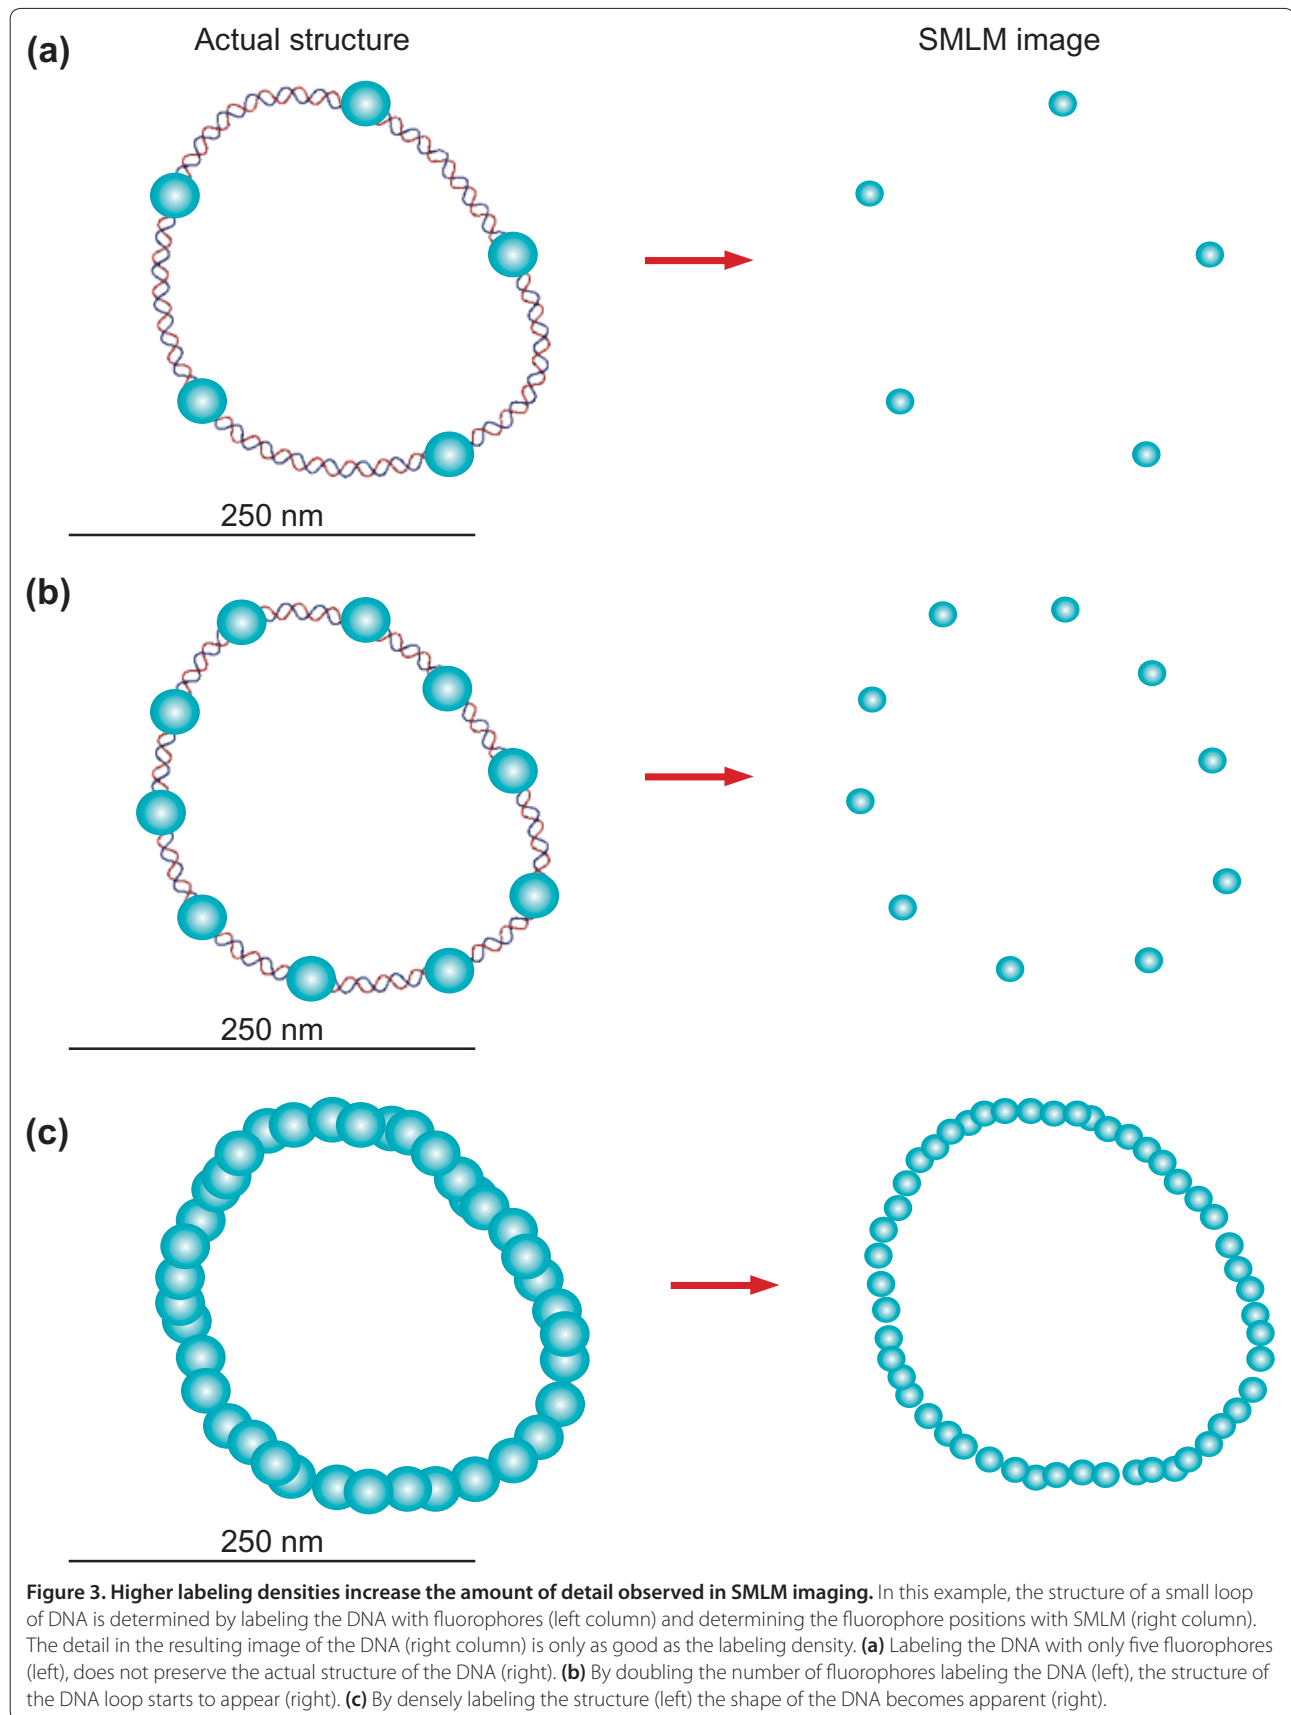 (a)
Actual structure
SMLM image
250 nm
(b)
250 nm
(c)
250 nm
Figure 3. Higher labeling densities increase the amount of detail observed in SMLM imaging. In this example, the structure of a small loop
of DNA is determined by labeling the DNA with fluorophores (left column) and determining the fluorophore positions with SMLM (right column).
The detail in the resulting image of the DNA (right column) is only as good as the labeling density. (a) Labeling the DNA with only five fluorophores
(left), does not preserve the actual structure of the DNA (right). (b) By doubling the number of fluorophores labeling the DNA (left), the structure of
the DNA loop starts to appear (right). (c) By densely labeling the structure (left) the shape of the DNA becomes apparent (right).